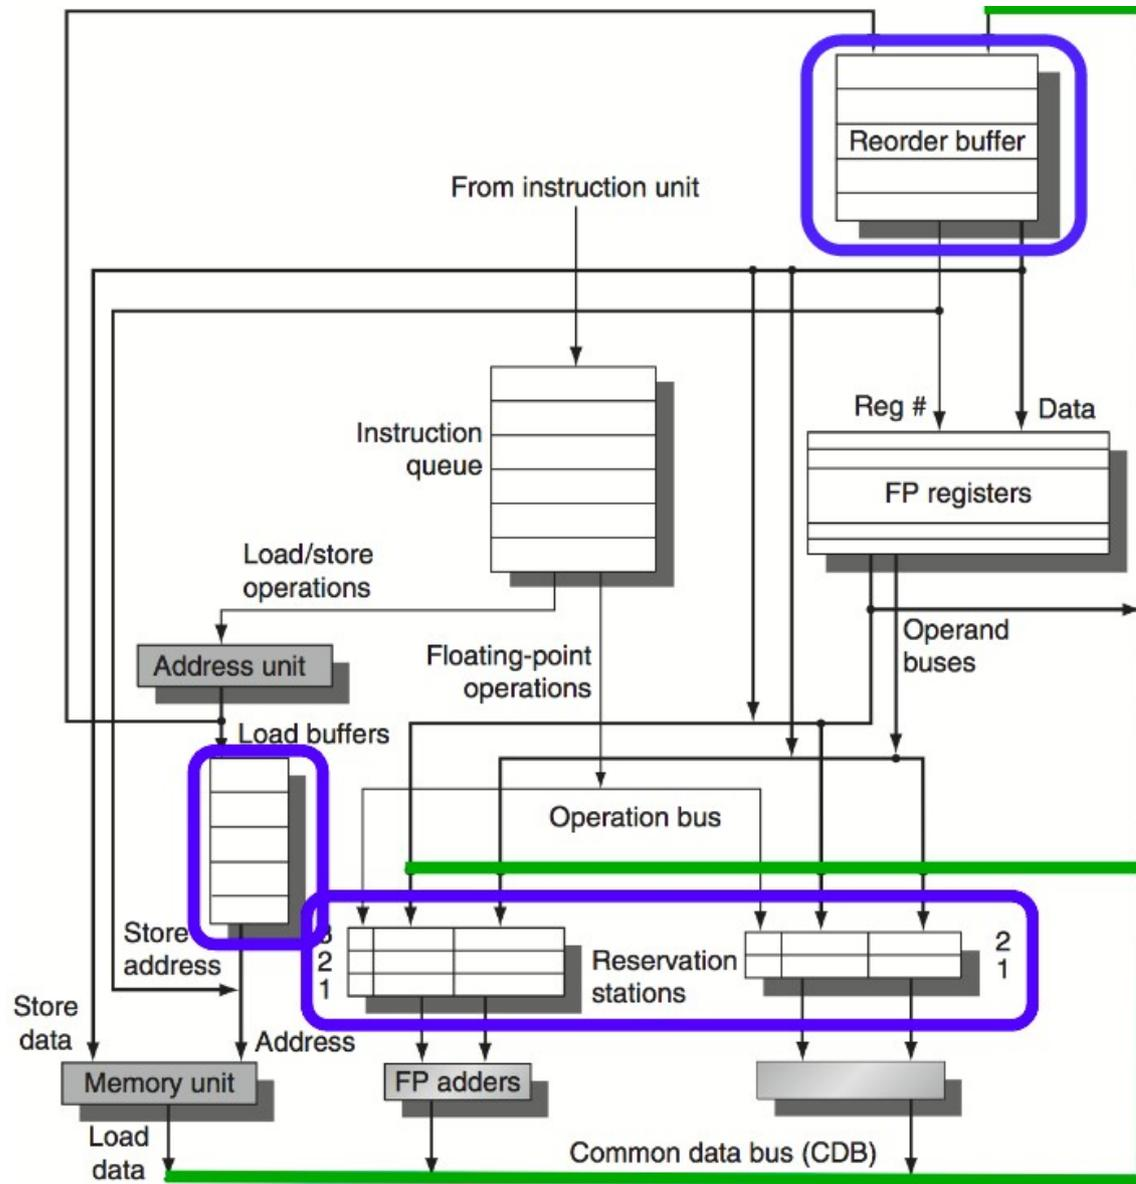 Reorder buffer
From instruction unit
Reg #
Data
Instruction
queue
FP registers
Load/store
operations
Operand
buses
Address unit
Floating-point
operations
Load buffers
Operation bus
3
2
1
Reservation
stations
2
1
Store
address
Store
data
Address
Memory unit
FP adders
Load
data
Common data bus (CDB)